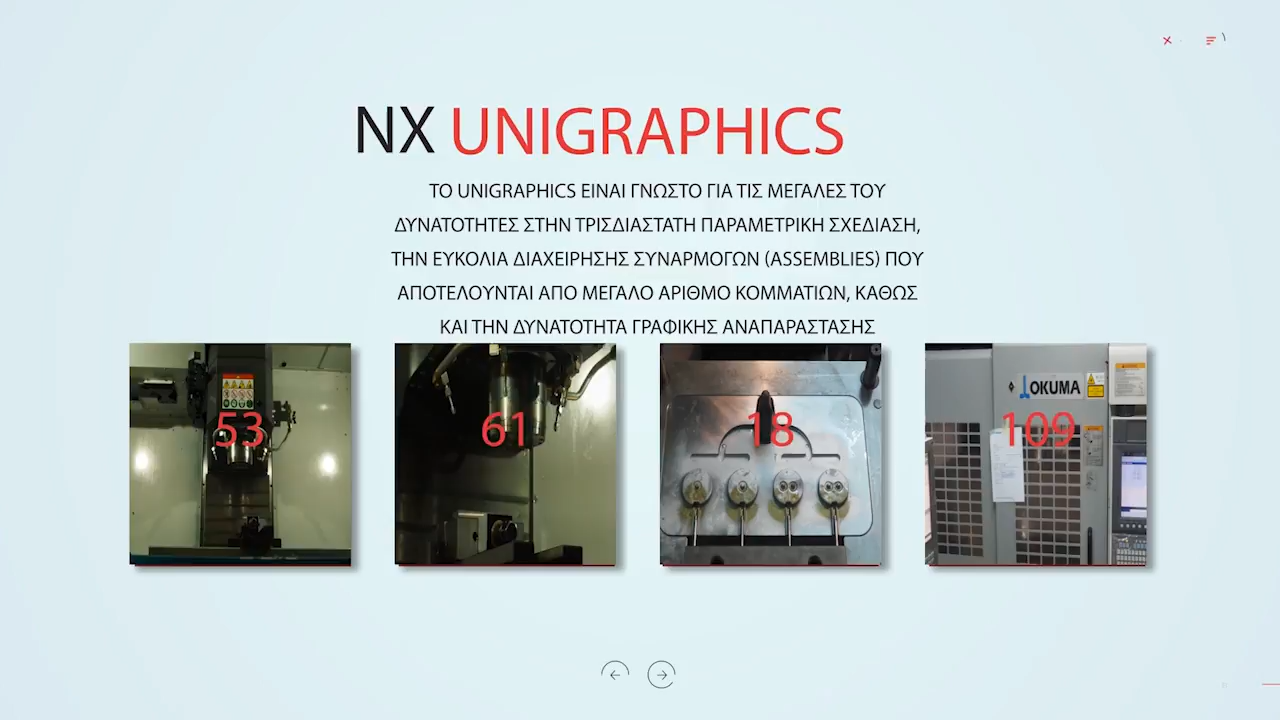 NX UNIGRAPHICS
ΤΟ UNIGRAPHICS ΕΙΝΑΙ ΓΝΩΣΤΟ ΓΙΑ ΤΙΣ ΜΕΓΑΛΕΣ ΤΟΥ
ΔΥΝΑΤΟΤΗΤΕΣ ΣΤΗΝ ΤΡΙΣΔΙΑΣΤΑΤΗ ΠΑΡΑΜΕΤΡΙΚΗ ΣΧΕΔΙΑΣΗ,
ΤΗΝ ΕΥΚΟΛΙΑ ΔΙΑΧΕΙΡΗΣΗΣ ΣΥΝΑΡΜΟΓΩΝ (ASSEMBLIES) ΠΟΥ
ΑΠΟΤΕΛΟΥΝΤΑΙ ΑΠΟ ΜΕΓΑΛΟ ΑΡΙΘΜΟ ΚΟΜΜΑΤΙΩΝ, ΚΑΘΩΣ
ΚΑΙ ΤΗΝ ΔΥΝΑΤΟΤΗΤΑ ΓΡΑΦΙΚΗΣ ΑΝΑΠΑΡΑΣΤΑΣΗΣ
OKUMA
53 61 18 109